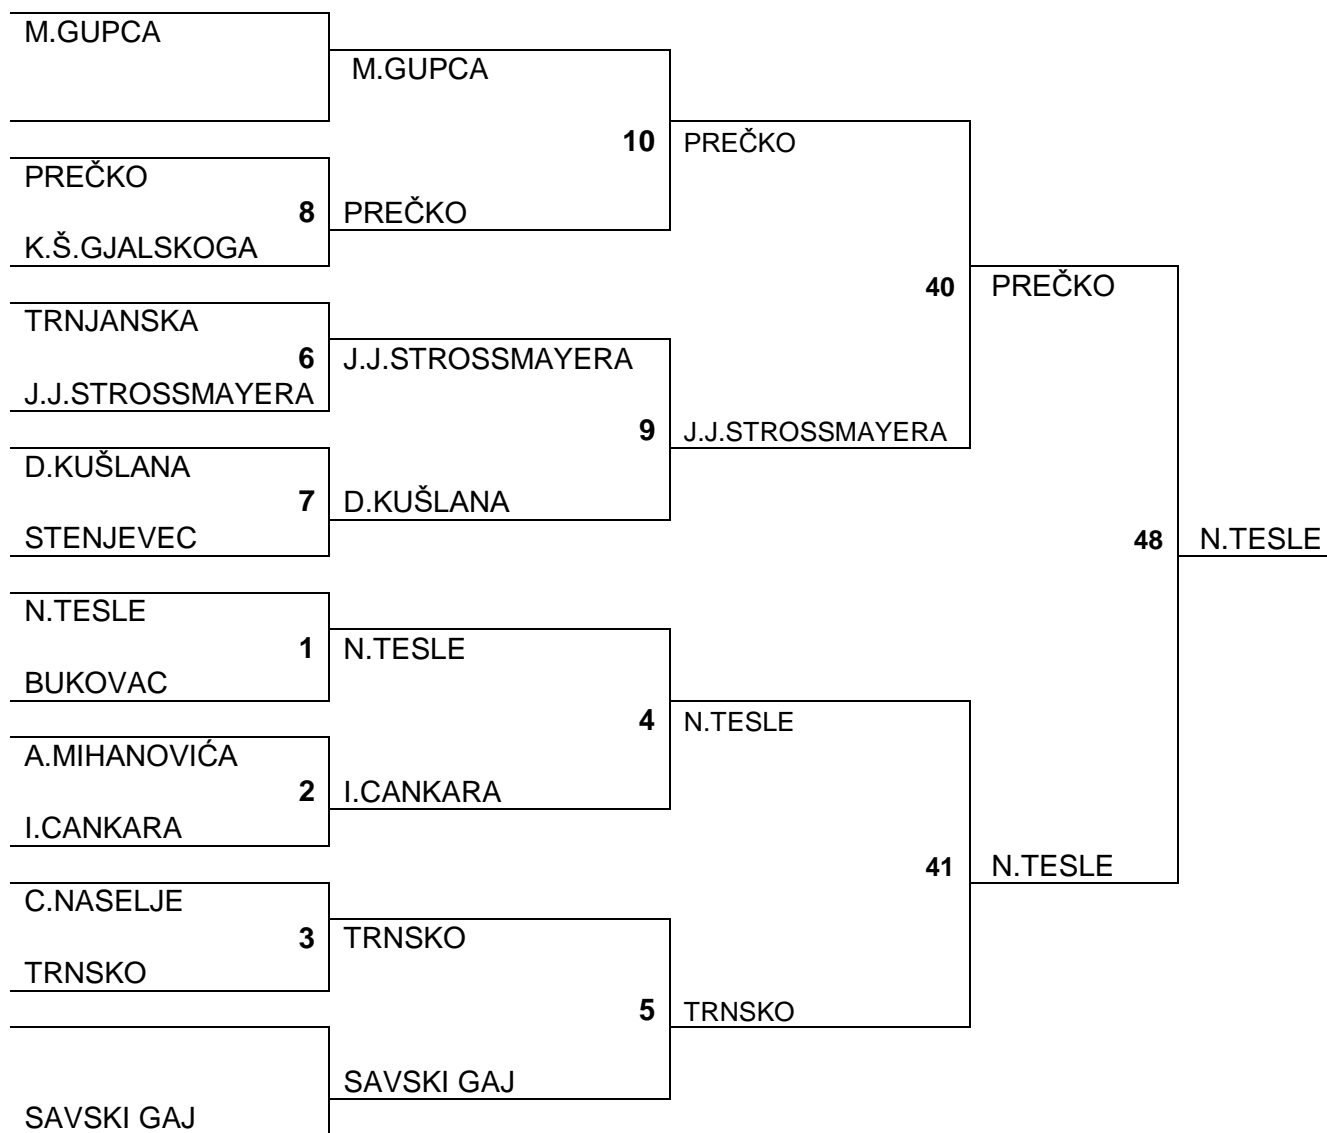 M.GUPCA
M.GUPCA
10 PREČKO
PREČKO
8 PREČKO
K.Š.GJALSKOGA
40 PREČKO
TRNJANSKA
6 J.J.STROSSMAYERA
J.J.STROSSMAYERA
9 J.J.STROSSMAYERA
D.KUŠLANA
7 D.KUŠLANA
STENJEVEC
48 N.TESLE
N.TESLE
1 N.TESLE
BUKOVAC
4 N.TESLE
A.MIHANOVIĆA
2 I.CANKARA
I.CANKARA
41 N.TESLE
C.NASELJE
3 TRNSKO
TRNSKO
5 TRNSKO
SAVSKI GAJ
SAVSKI GAJ